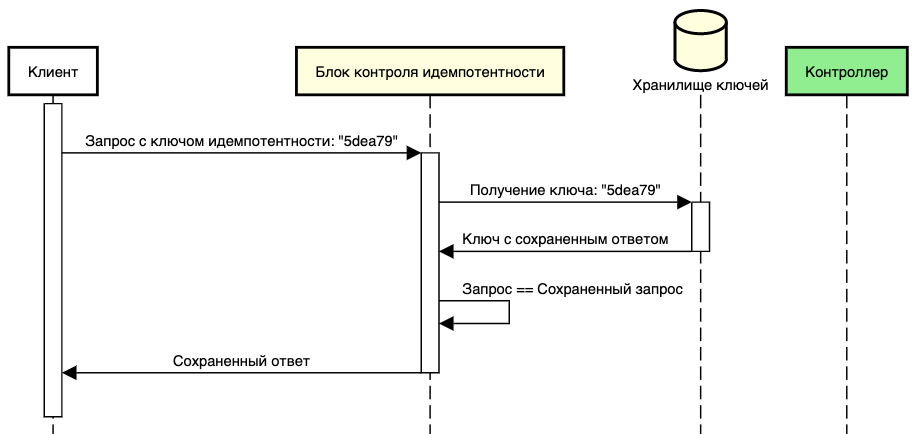 Клиент
Блок контроля идемпотентности
Хранилище ключей
Контроллер
Запрос с ключом идемпотентности: "5dea79"
Получение ключа: "5dea79"
Ключ с сохраненным ответом
Запрос == Сохраненный запрос
Сохраненный ответ